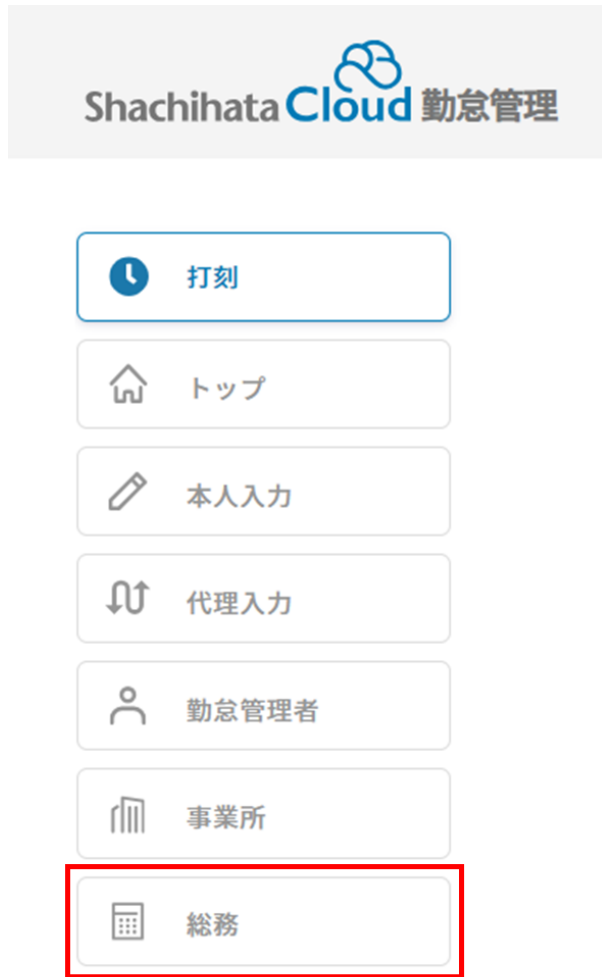 Shachihata Cloud 勤怠管理
打刻
トップ
本人入力
代理入力
勤怠管理者
事業所
総務